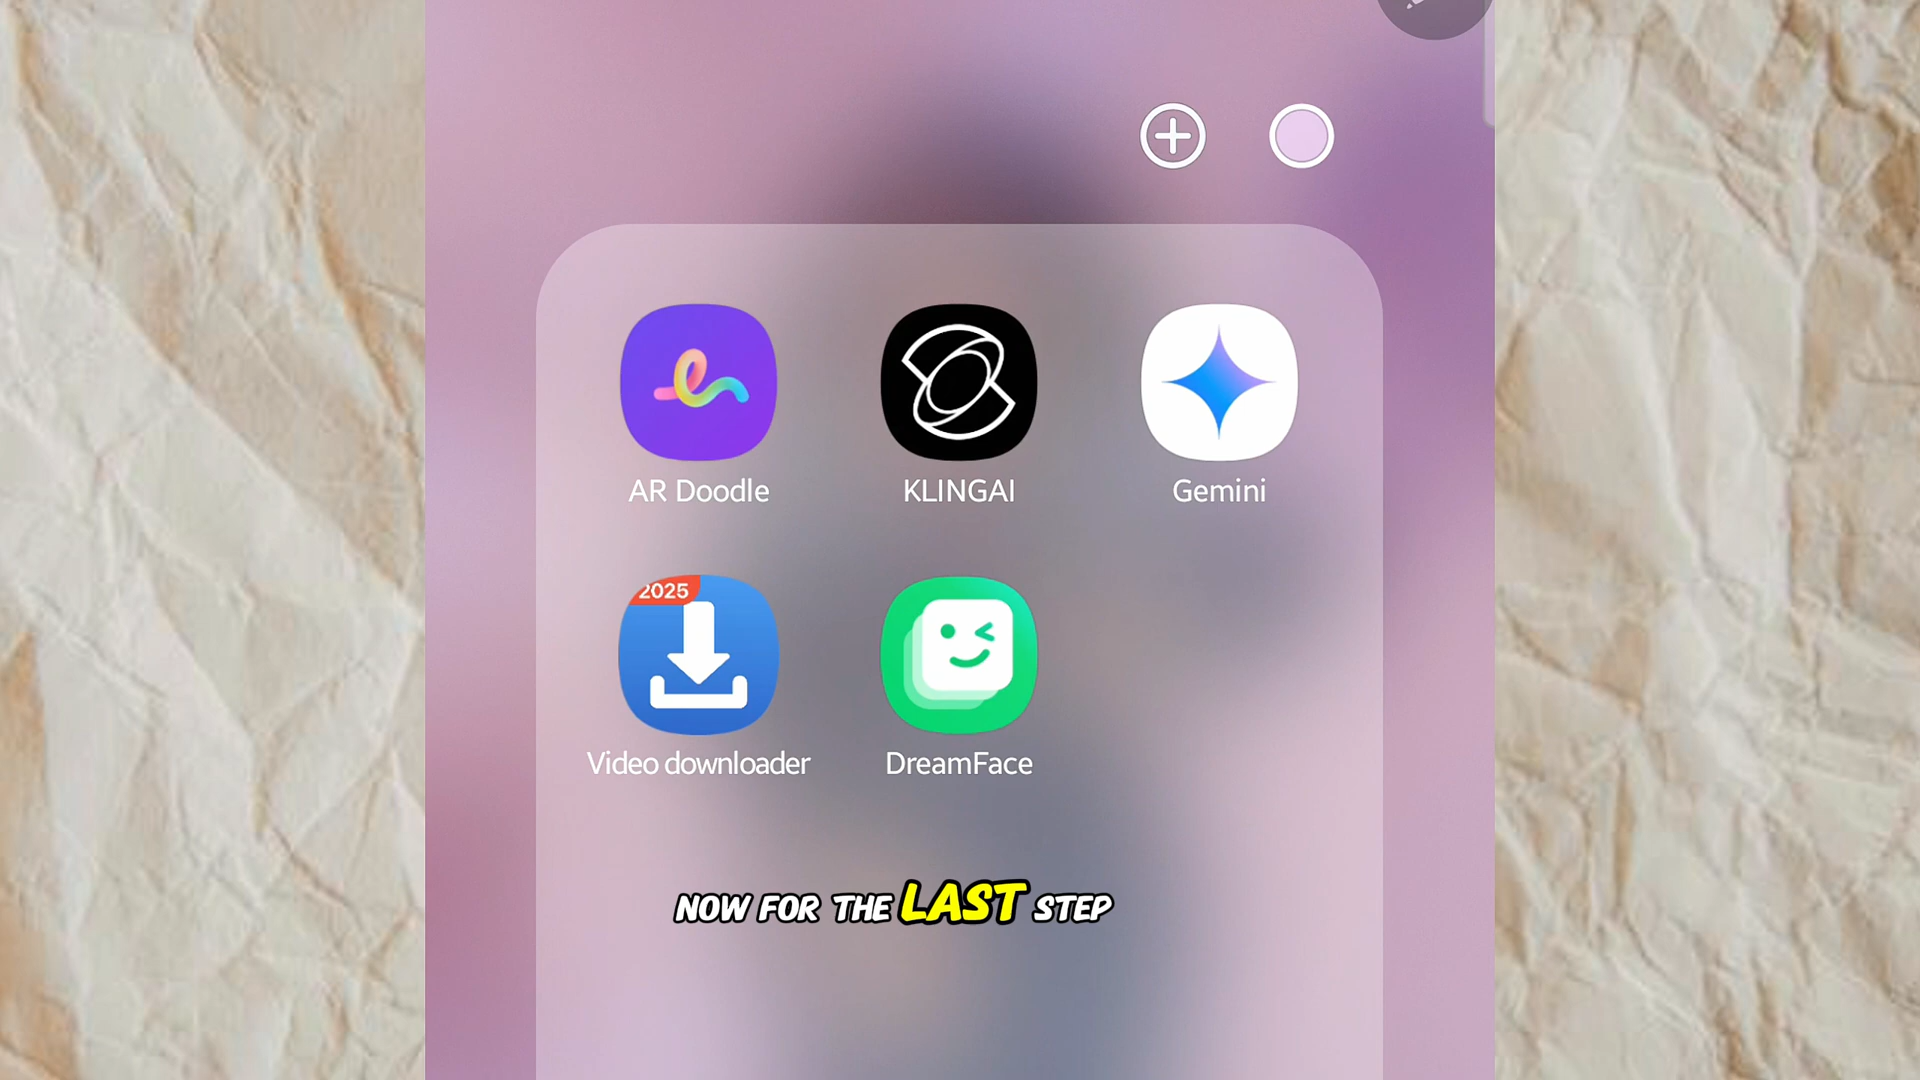 AR Doodle
KLINGAI
Gemini
2025
Video downloader
DreamFace
NOW FOR THE LAST STEP